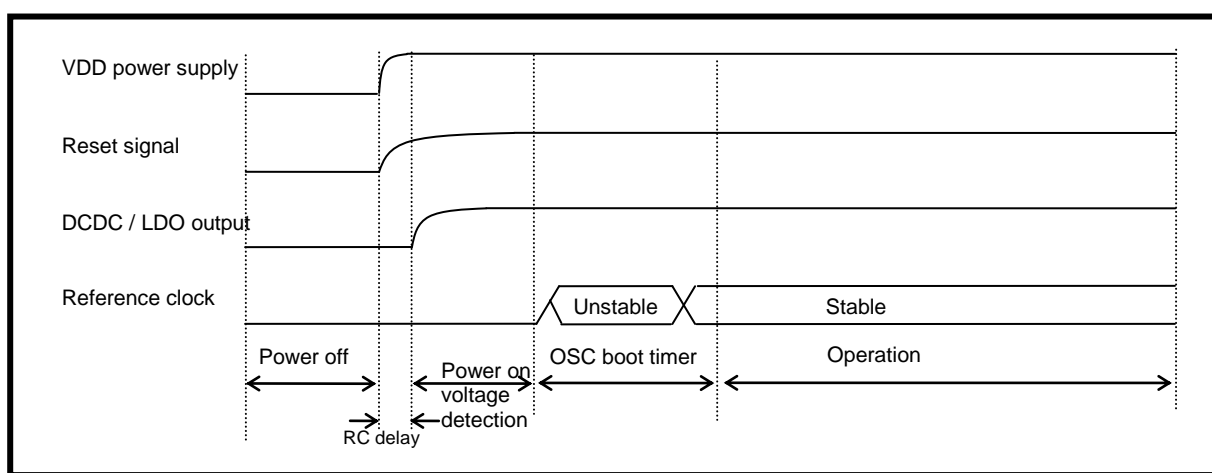 VDD power supply
Reset signal
DCDC / LDO output
Reference clock
Unstable
Stable
Power off
Power on
voltage
detection
OSC boot timer
Operation
RC delay